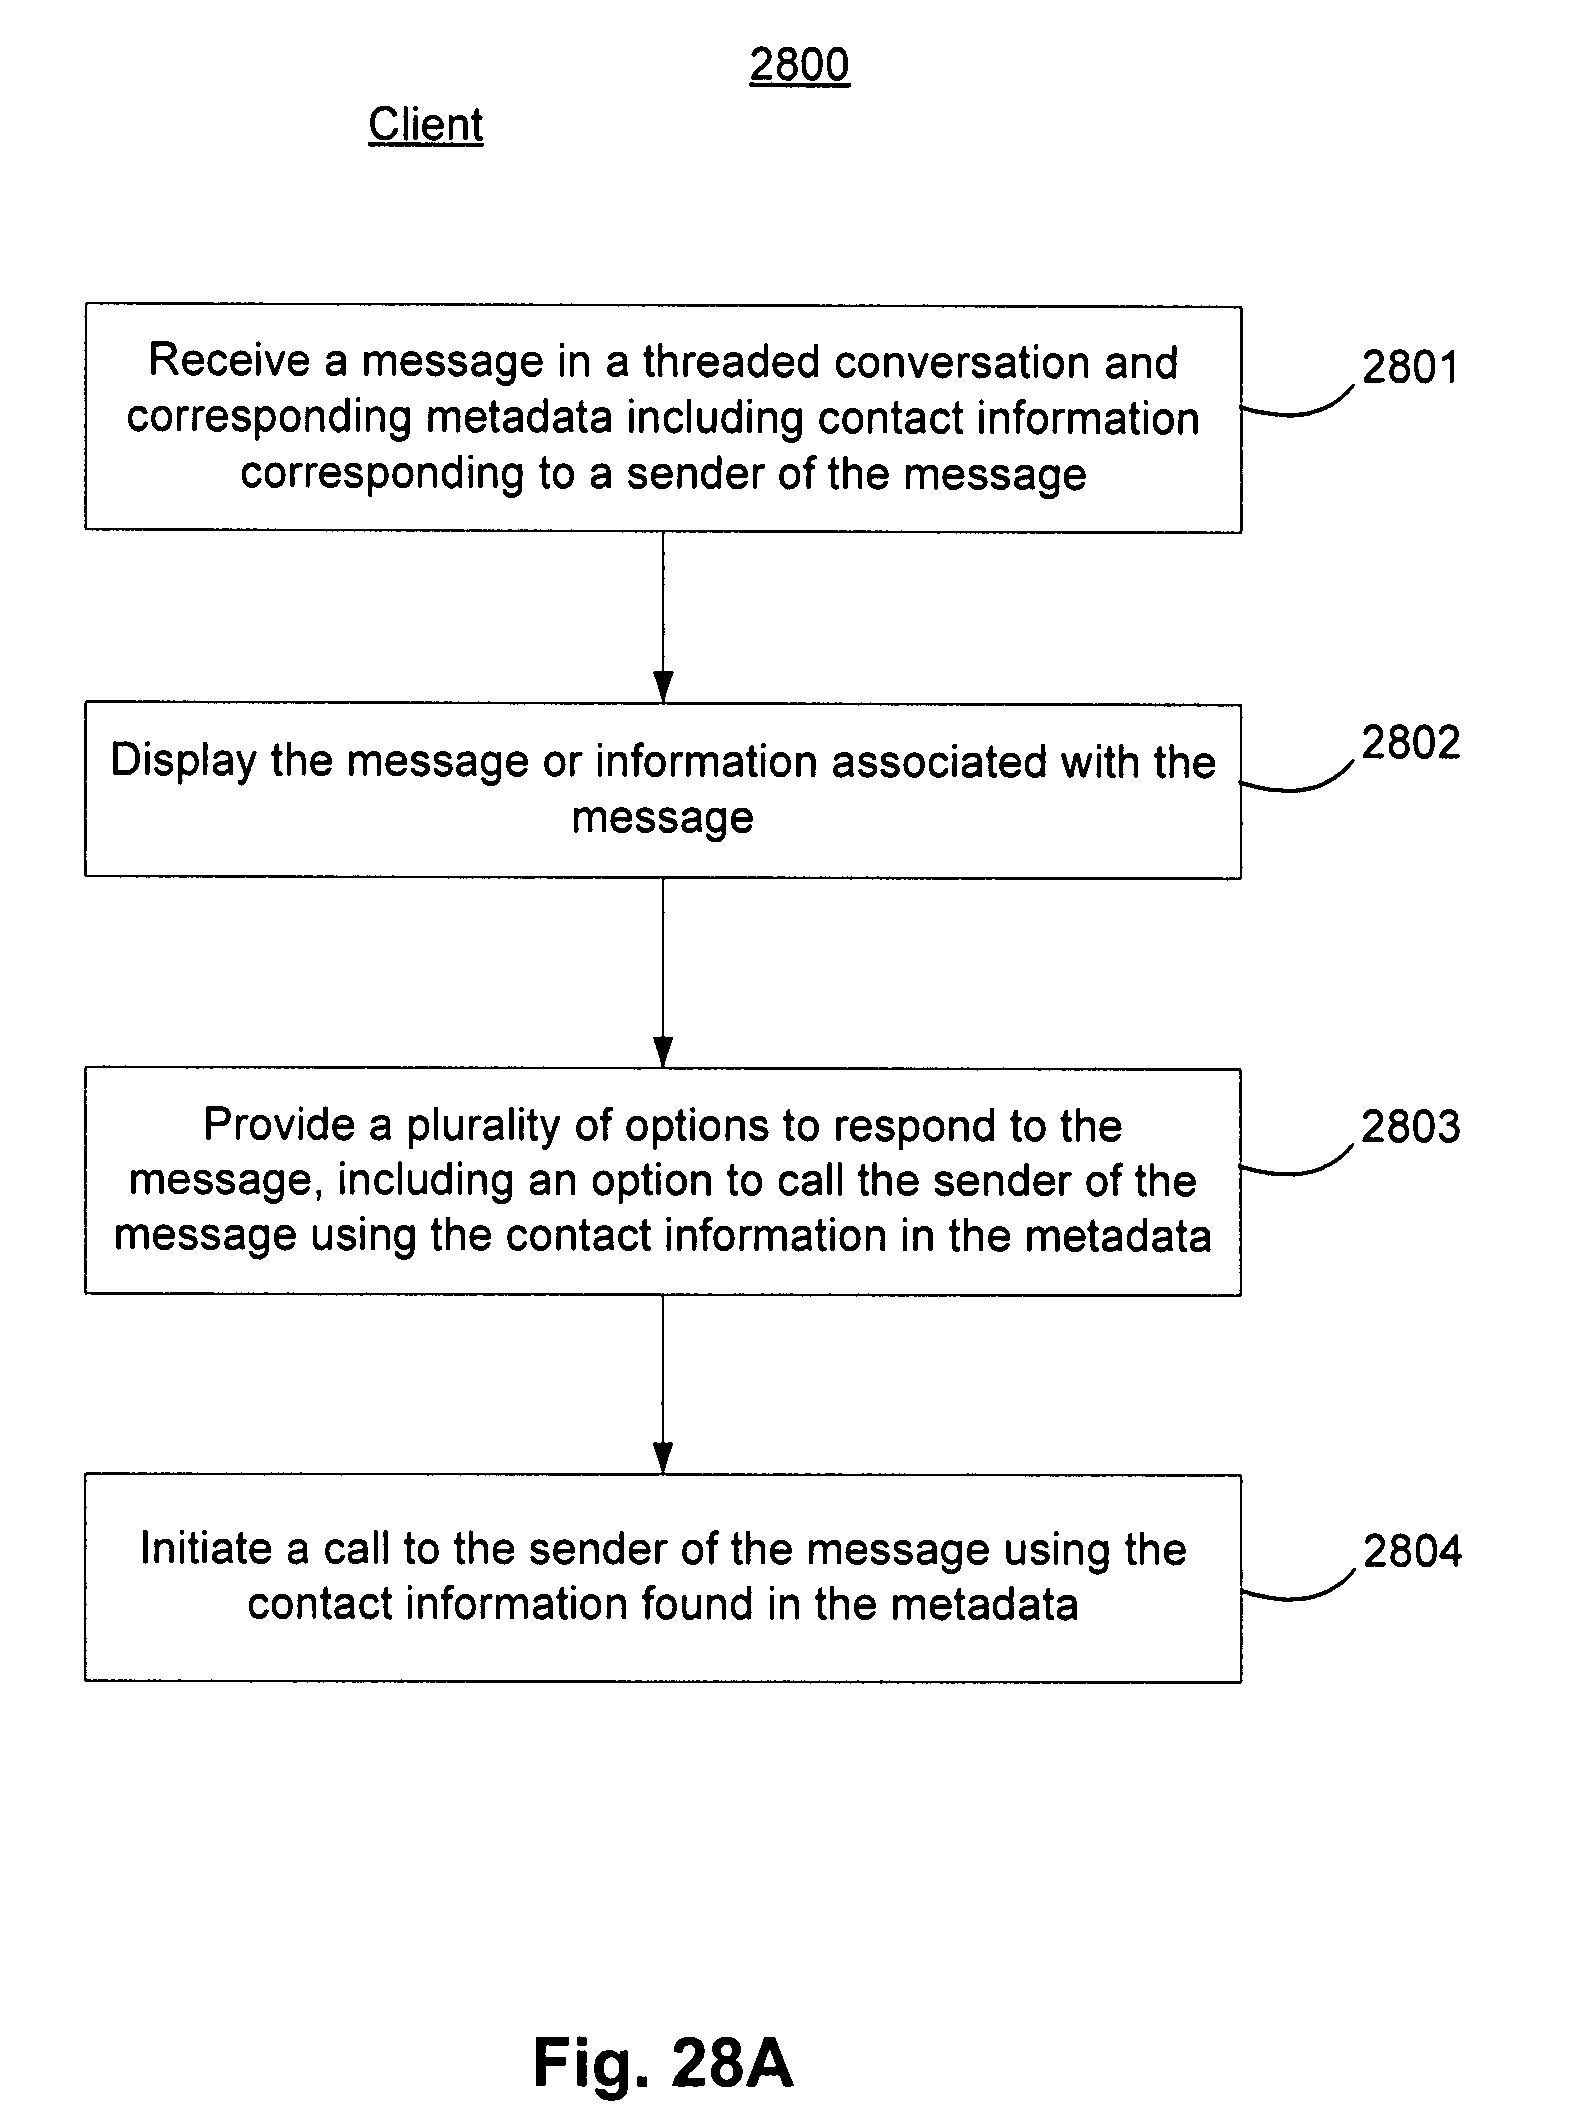 2800
Client
Receive a message in a threaded conversation and
corresponding metadata including contact information
corresponding to a sender of the message
2801
Display the message or information associated with the
message
2802
Provide a plurality of options to respond to the
message, including an option to call the sender of the
message using the contact information in the metadata
2803
Initiate a call to the sender of the message using the
contact information found in the metadata
2804
Fig. 28A